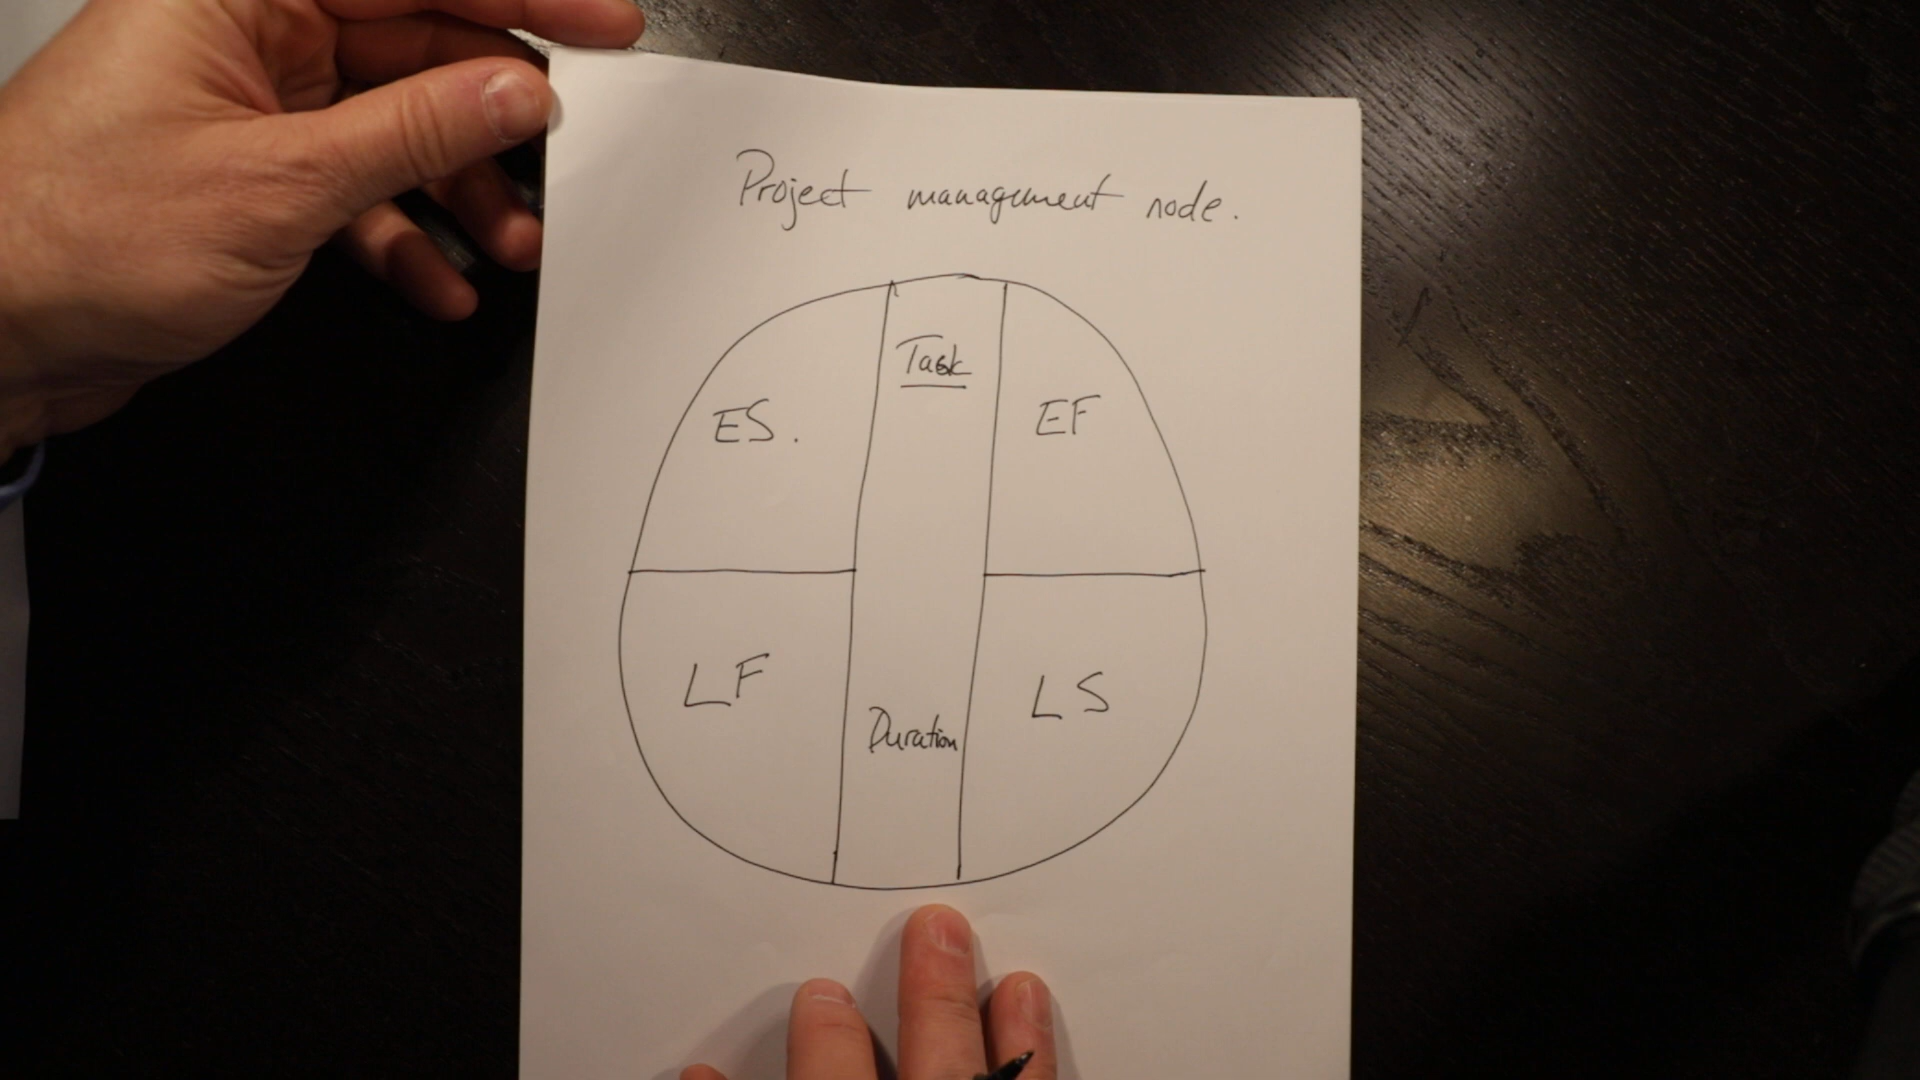 Project management node.
Task
ES.
EF
LF
LS
Duration